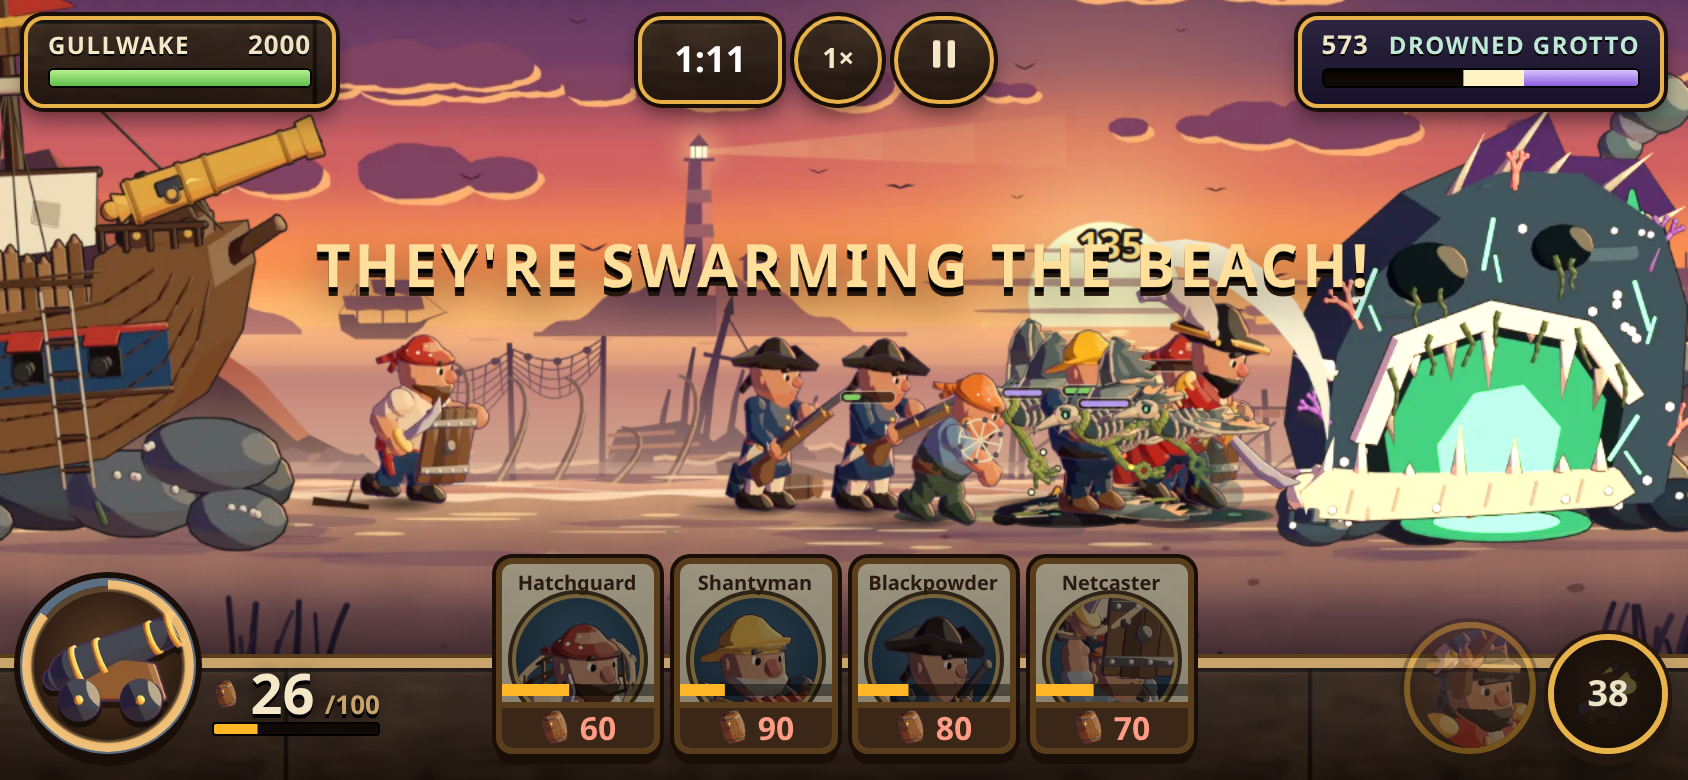 GULLWAKE 2000
1:11
1×
573 DROWNED GROTTO
135
THEY'RE SWARMING THE BEACH!
Hatchguard
Shantyman
Blackpowder
Netcaster
26 /100
60
90
80
70
38